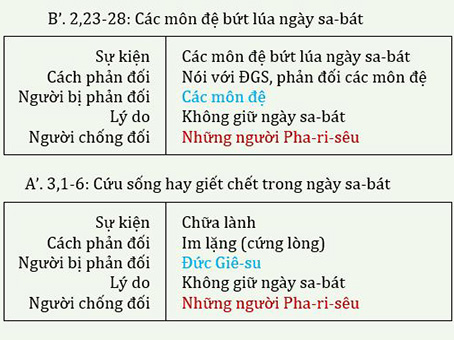 B’. 2,23-28: Các môn đệ bứt lúa ngày sa-bát
Sự kiện Các môn đệ bứt lúa ngày sa-bát
Cách phản đối Nói với ĐGS, phản đối các môn đệ
Người bị phản đối Các môn đệ
Lý do Không giữ ngày sa-bát
Người chống đối Những người Pha-ri-sêu
A’. 3,1-6: Cứu sống hay giết chết trong ngày sa-bát
Sự kiện Chữa lành
Cách phản đối Im lặng (cứng lòng)
Người bị phản đối Đức Giê-su
Lý do Không giữ ngày sa-bát
Người chống đối Những người Pha-ri-sêu